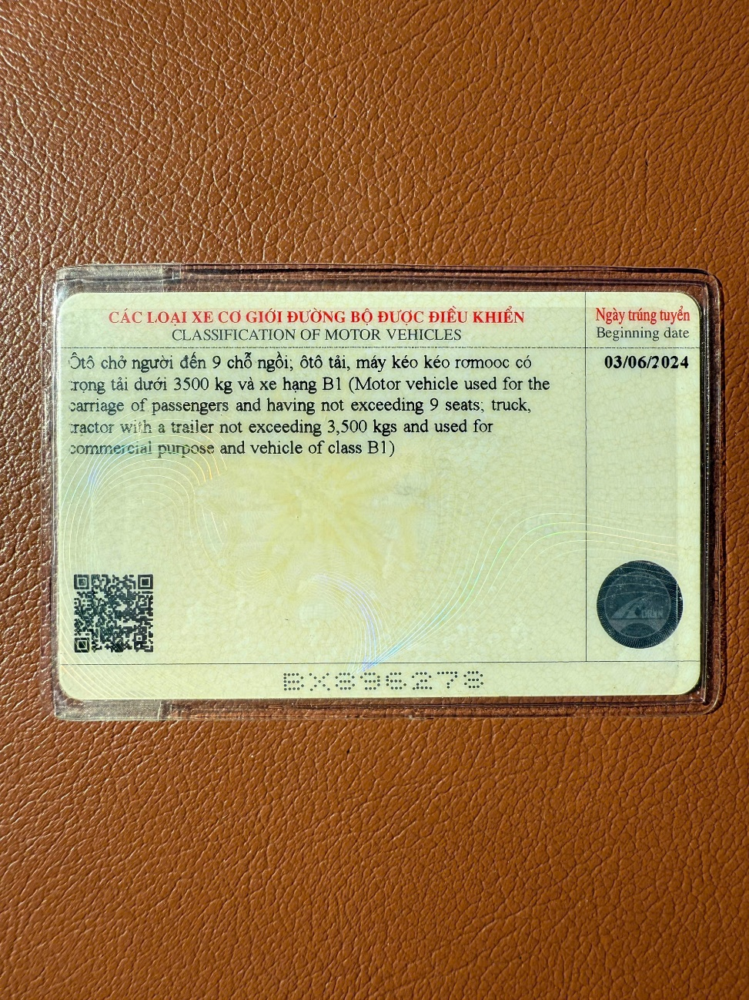 CÁC LOẠI XE CƠ GIỚI ĐƯỜNG BỘ ĐƯỢC ĐIỀU KHIỂN
CLASSIFICATION OF MOTOR VEHICLES
Ngày trúng tuyển
Beginning date
Ôtô chở người đến 9 chỗ ngồi; ôtô tải, máy kéo kéo rơmooc có
trọng tải dưới 3500 kg và xe hạng B1 (Motor vehicle used for the
carriage of passengers and having not exceeding 9 seats; truck,
tractor with a trailer not exceeding 3,500 kgs and used for
commercial purpose and vehicle of class B1)
03/06/2024
BX896273